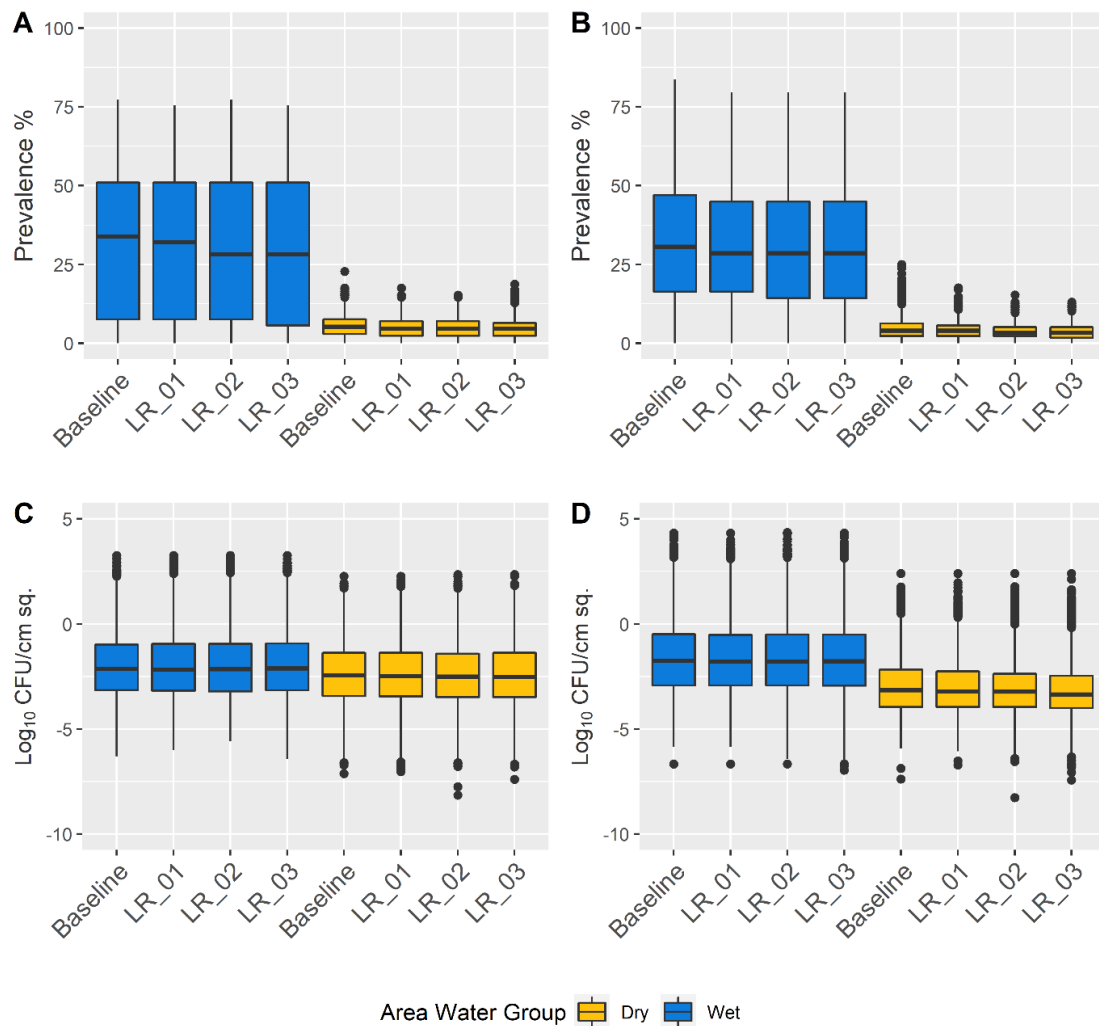 A
Prevalence %
100
75
50
25
0
Baseline LR_01 LR_02 LR_03 Baseline LR_01 LR_02 LR_03
B
Prevalence %
100
75
50
25
0
Baseline LR_01 LR_02 LR_03 Baseline LR_01 LR_02 LR_03
C
Log₁₀ CFU/cm sq.
5
0
-5
-10
Baseline LR_01 LR_02 LR_03 Baseline LR_01 LR_02 LR_03
D
Log₁₀ CFU/cm sq.
5
0
-5
-10
Baseline LR_01 LR_02 LR_03 Baseline LR_01 LR_02 LR_03
Area Water Group Dry Wet